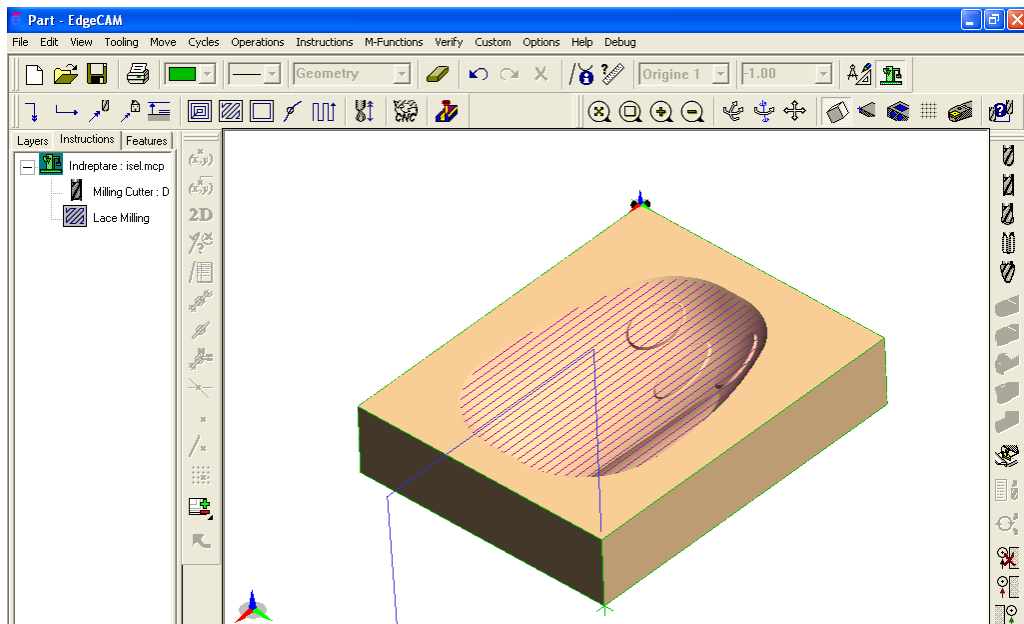 Part - EdgeCAM
File Edit View Tooling Move Cycles Operations Instructions M-Functions Verify Custom Options Help Debug
Geometry Origine 1 -1.00
CNC
Layers Instructions Features
(x,y)
Indreptare : isel.mcp
Milling Cutter : D
(x,y)
Lace Milling
2D